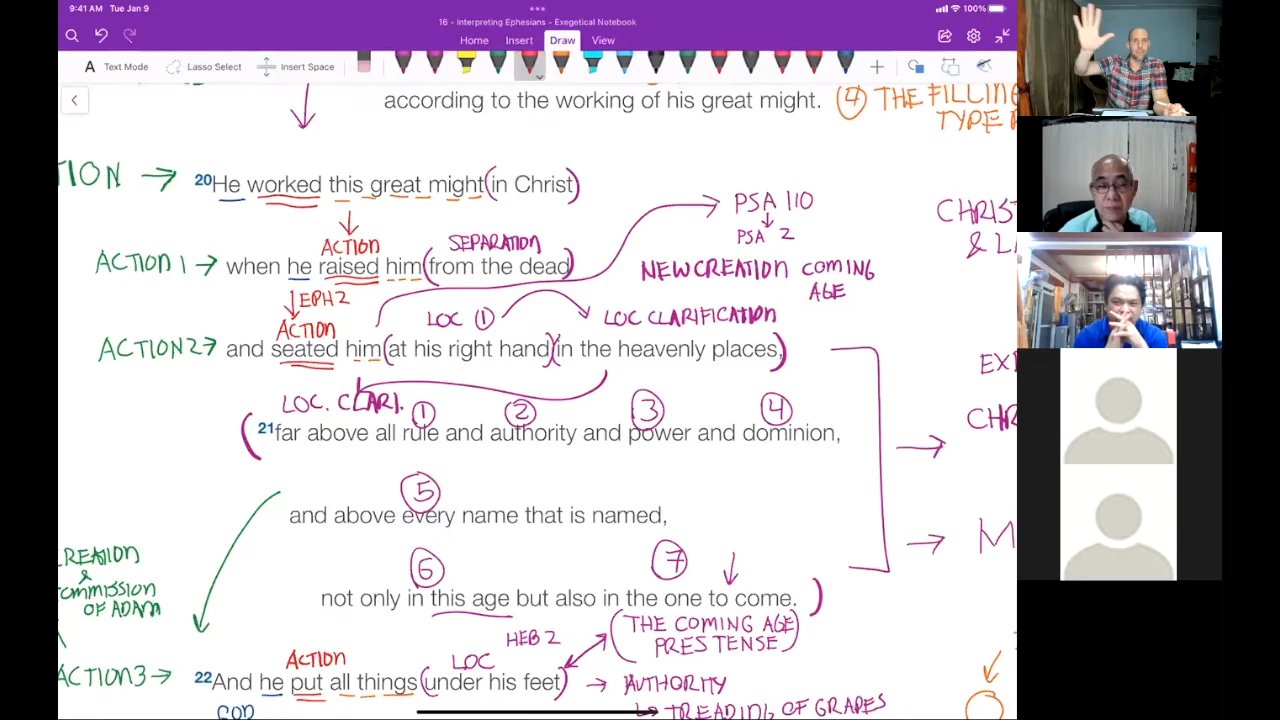 9:41 AM Tue Jan 9
100%
16 - Interpreting Ephesians - Exegetical Notebook
Home Insert Draw View
Text Mode Lasso Select Insert Space
according to the working of his great might. ④ THE FILLING
TYPE
TION → 20He worked this great might (in Christ)
PSA 110
PSA 2
CHRIST
&
ACTION SEPARATION
ACTION 1 → when he raised him (from the dead)
NEW CREATION COMING
AGE
EPH 2
ACTION LOC ① LOC CLARIFICATION
ACTION 2 → and seated him (at his right hand) (in the heavenly places,)
LOC. CLARI. ① ② ③ ④
(21far above all rule and authority and power and dominion,
⑤
and above every name that is named,
⑥ ⑦
not only in this age but also in the one to come.)
CREATION
&
COMMISSION
OF ADAM
HEB 2 (THE COMING AGE)
PRES TENSE
ACTION LOC
ACTION 3 → 22And he put all things (under his feet) → AUTHORITY
GOD
↳ TREADING OF GRAPES